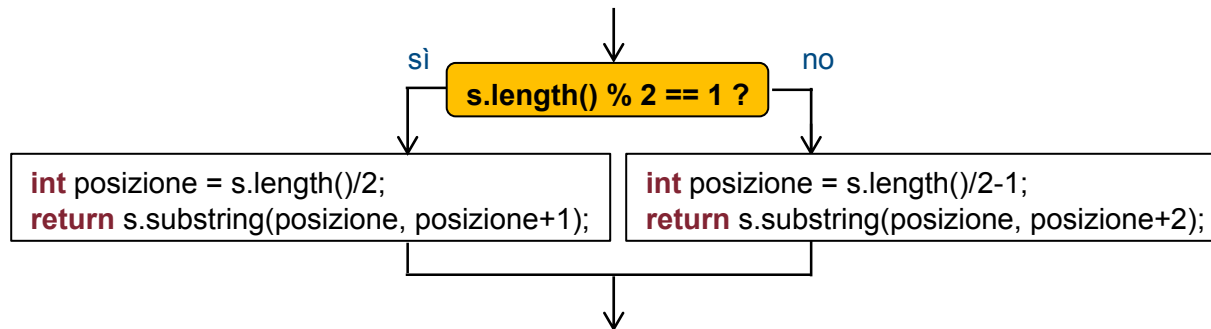 sì
no
s.length() % 2 == 1 ?
int posizione = s.length()/2;
return s.substring(posizione, posizione+1);
int posizione = s.length()/2-1;
return s.substring(posizione, posizione+2);